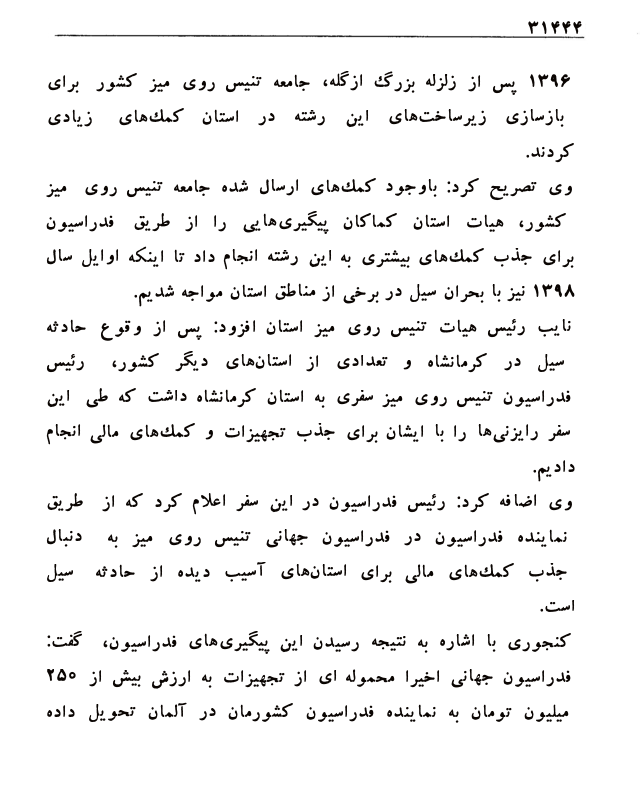 ۳۱۴۴۴
۱۳۹۶ پس از زلزله بزرگ ازگله، جامعه تنیس روی میز کشور برای
بازسازی زیرساخت‌های این رشته در استان کمك‌های زیادی
کردند.
وی تصریح کرد: باوجود کمك‌های ارسال شده جامعه تنیس روی میز
کشور، هیات استان کماکان پیگیری‌هایی را از طریق فدراسیون
برای جذب کمك‌های بیشتری به این رشته انجام داد تا اینکه اوایل سال
۱۳۹۸ نیز با بحران سیل در برخی از مناطق استان مواجه شدیم.
نایب رئیس هیات تنیس روی میز استان افزود: پس از وقوع حادثه
سیل در کرمانشاه و تعدادی از استان‌های دیگر کشور، رئیس
فدراسیون تنیس روی میز سفری به استان کرمانشاه داشت که طی این
سفر رایزنی‌ها را با ایشان برای جذب تجهیزات و کمك‌های مالی انجام
دادیم.
وی اضافه کرد: رئیس فدراسیون در این سفر اعلام کرد که از طریق
نماینده فدراسیون در فدراسیون جهانی تنیس روی میز به دنبال
جذب کمك‌های مالی برای استان‌های آسیب دیده از حادثه سیل
است.
کنجوری با اشاره به نتیجه رسیدن این پیگیری‌های فدراسیون، گفت:
فدراسیون جهانی اخیرا محموله ای از تجهیزات به ارزش بیش از ۲۵۰
میلیون تومان به نماینده فدراسیون کشورمان در آلمان تحویل داده